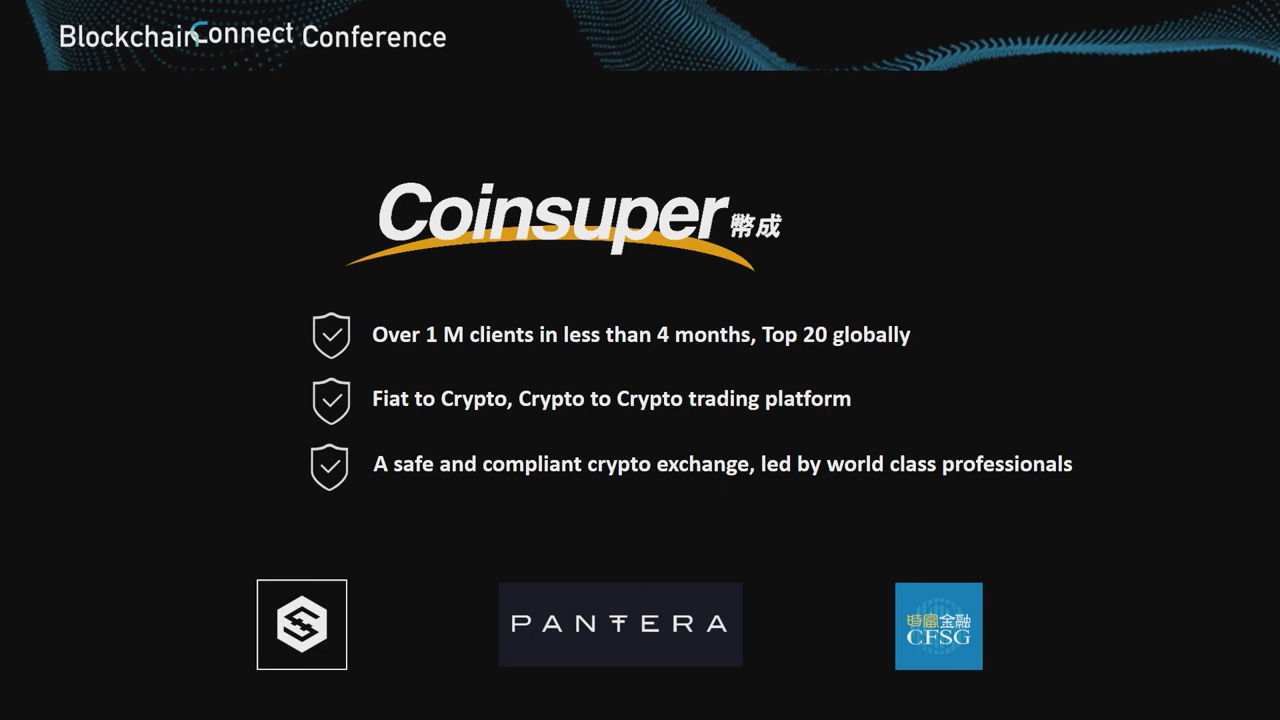 BlockchainConnect Conference
Coinsuper 幣成
Over 1 M clients in less than 4 months, Top 20 globally
Fiat to Crypto, Crypto to Crypto trading platform
A safe and compliant crypto exchange, led by world class professionals
PANTERA
時富金融
CFSG